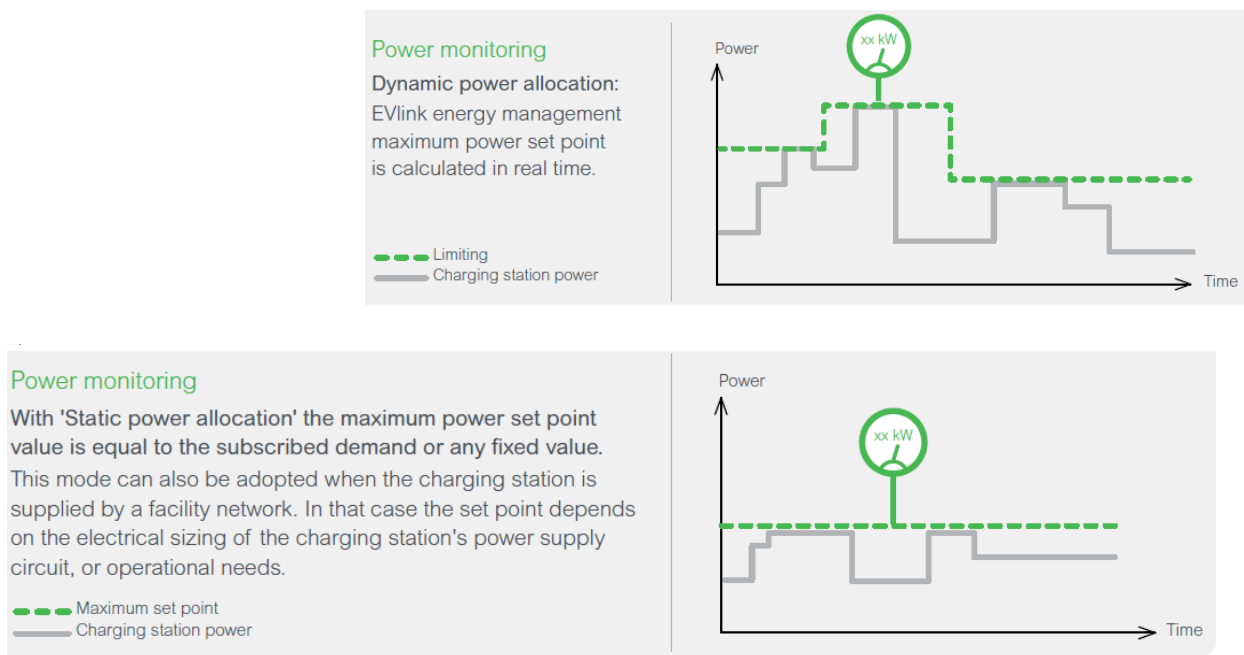 Power monitoring
Dynamic power allocation:
EVlink energy management
maximum power set point
is calculated in real time.
Limiting
Charging station power
Power
xx kW
Time
Power monitoring
With 'Static power allocation' the maximum power set point
value is equal to the subscribed demand or any fixed value.
This mode can also be adopted when the charging station is
supplied by a facility network. In that case the set point depends
on the electrical sizing of the charging station's power supply
circuit, or operational needs.
Maximum set point
Charging station power
Power
xx kW
Time